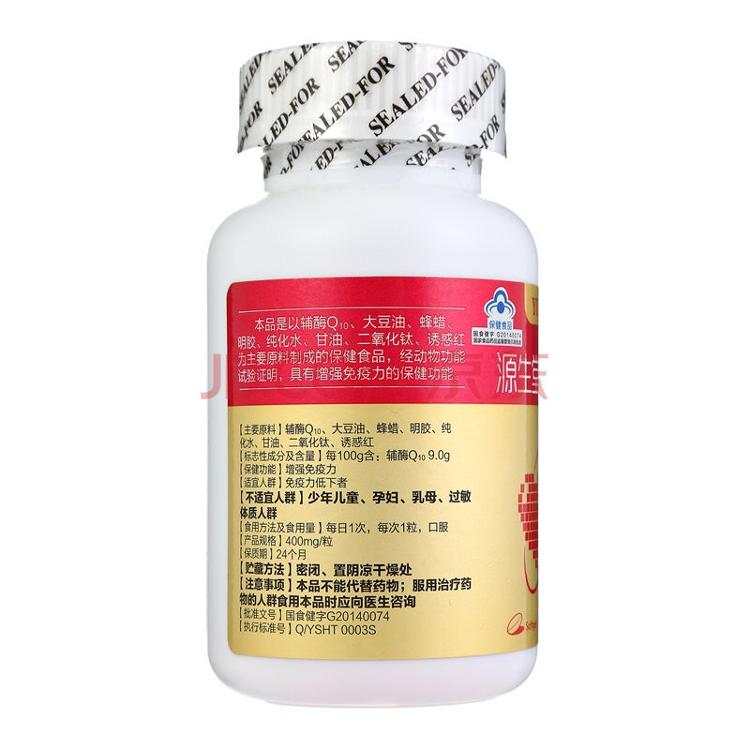 SEALED-FOR SEALED-FOR SEALED-FOR SEALED-FOR
本品是以辅酶Q10、大豆油、蜂蜡、
明胶、纯化水、甘油、二氧化钛、诱惑红
为主要原料制成的保健食品，经动物功能
试验证明，具有增强免疫力的保健功能。
保健食品
国食健字 G20140074
源生堂
【主要原料】辅酶Q10、大豆油、蜂蜡、明胶、纯
化水、甘油、二氧化钛、诱惑红
【标志性成分及含量】每100g含：辅酶Q10 9.0g
【保健功能】增强免疫力
【适宜人群】免疫力低下者
【不适宜人群】少年儿童、孕妇、乳母、过敏
体质人群
【食用方法及食用量】每日1次，每次1粒，口服
【产品规格】400mg/粒
【保质期】24个月
【贮藏方法】密闭、置阴凉干燥处
【注意事项】本品不能代替药物；服用治疗药
物的人群食用本品时应向医生咨询
【批准文号】国食健字G20140074
【执行标准号】Q/YSHT 0003S